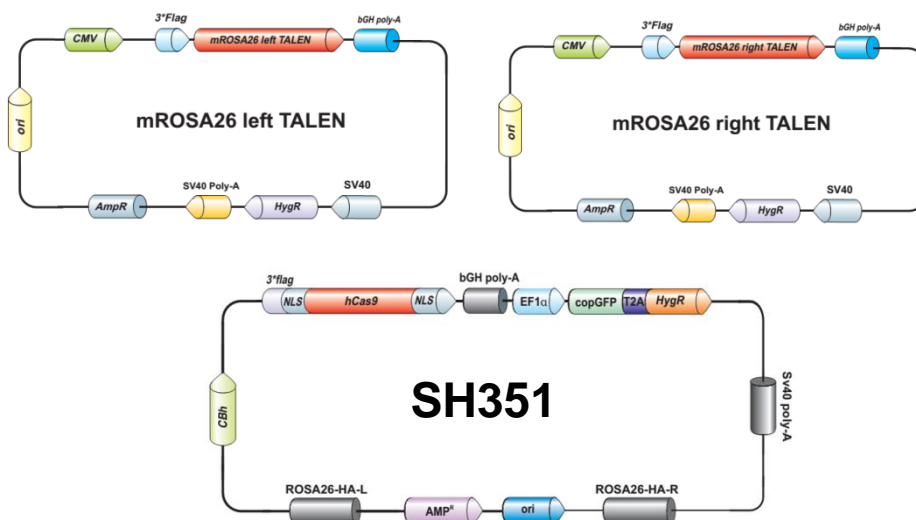 3*Flag
bGH poly-A
CMV
mROSA26 left TALEN
ori
mROSA26 left TALEN
SV40 Poly-A
SV40
AmpR
HygR
3*Flag
bGH poly-A
CMV
mROSA26 right TALEN
ori
mROSA26 right TALEN
SV40 Poly-A
SV40
AmpR
HygR
3*flag
bGH poly-A
NLS
hCas9
NLS
EF1α
copGFP
T2A
HygR
CBh
SH351
Sv40 poly-A
ROSA26-HA-L
ROSA26-HA-R
AMPᴿ
ori